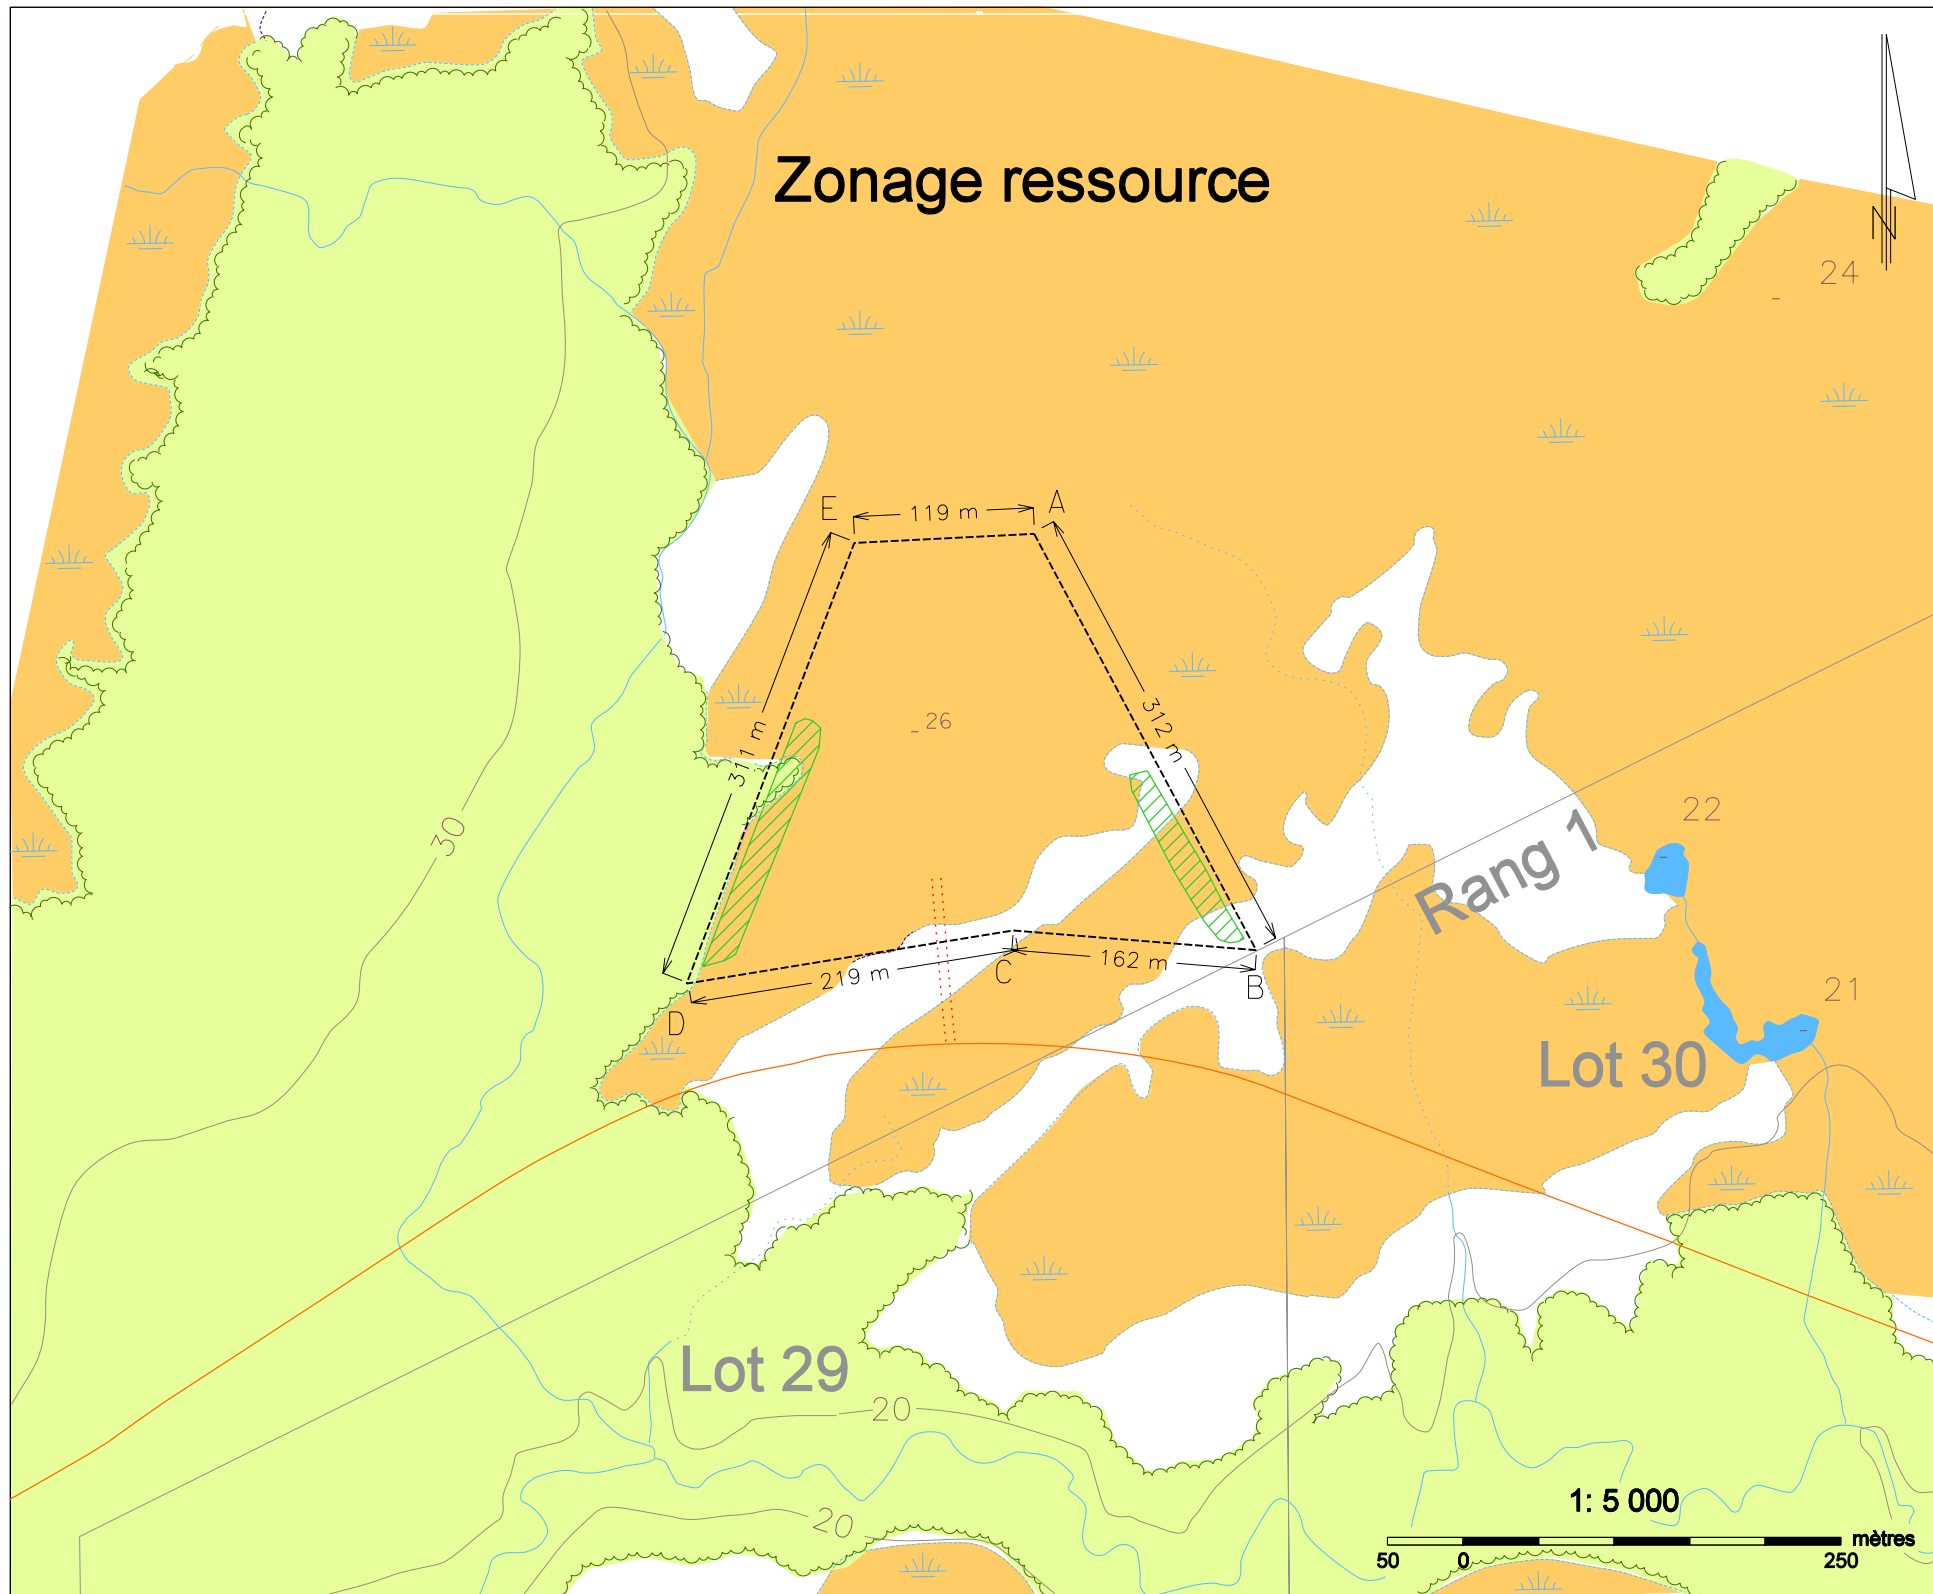 Zonage ressource
N
24
E
119 m
A
312 m
311 m
26
30
22
Rang 1
219 m
C
162 m
B
D
21
Lot 30
Lot 29
20
20
1: 5 000
mètres
50
0
250